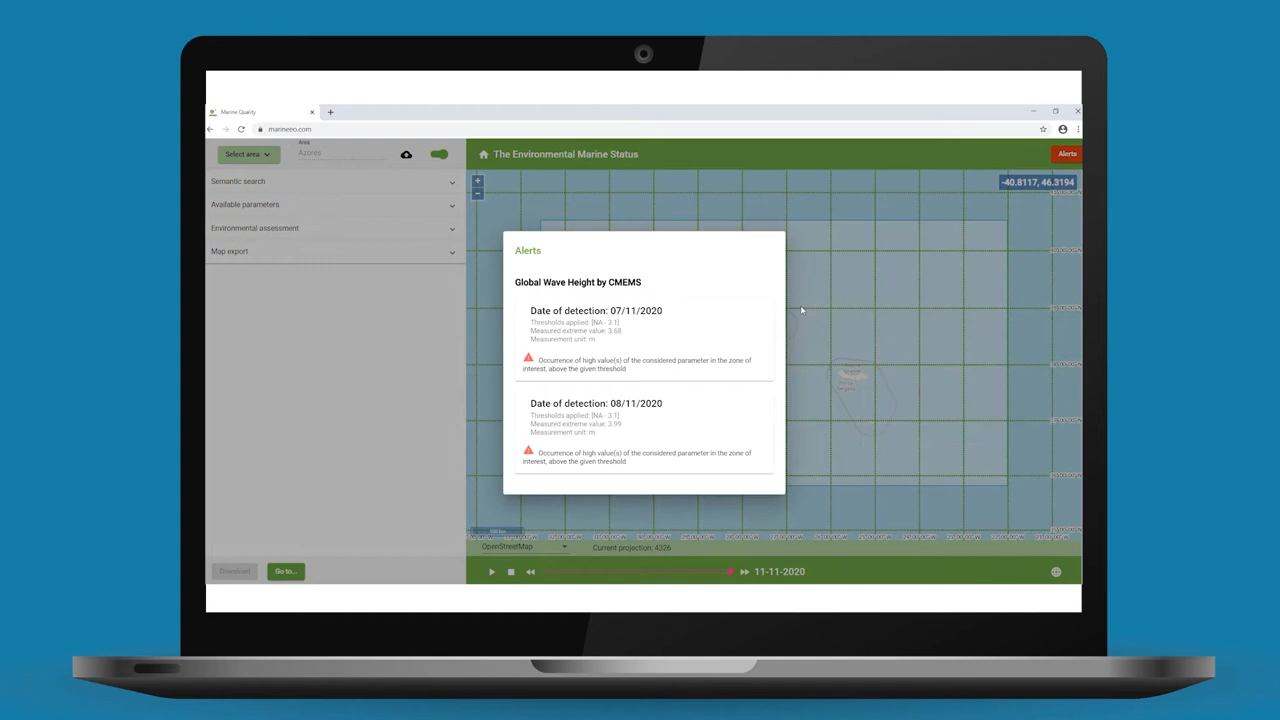 Marine Quality
marineeo.com
Select area
Area
Azores
The Environmental Marine Status
Alerts
Semantic search
Available parameters
Environmental assessment
Map export
-40.8117, 46.3194
+
-
Alerts
Global Wave Height by CMEMS
Date of detection: 07/11/2020
Thresholds applied: [NA - 3.1]
Measured extreme value: 3.68
Measurement unit: m
Occurrence of high value(s) of the considered parameter in the zone of
interest, above the given threshold
Date of detection: 08/11/2020
Thresholds applied: [NA - 3.1]
Measured extreme value: 3.99
Measurement unit: m
Occurrence of high value(s) of the considered parameter in the zone of
interest, above the given threshold
OpenStreetMap
Current projection: 4326
Download
Go to...
11-11-2020